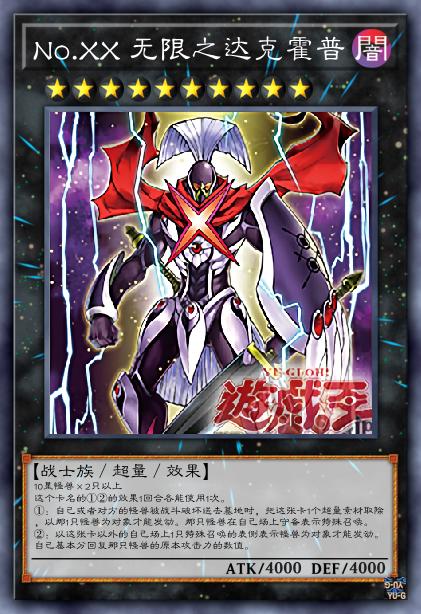 No.XX 无限之达克霍普
闇
YU-GI-OH!
遊戯王
【战士族／超量／效果】
10星怪兽×2只以上
这个卡名的①②的效果1回合各能使用1次。
①：自己或者对方的怪兽被战斗破坏送去墓地时，把这张卡1个超量素材取除
，以那1只怪兽为对象才能发动。那只怪兽在自己场上守备表示特殊召唤。
②：以这张卡以外的自己场上1只特殊召唤的表侧表示怪兽为对象才能发动。
自己基本分回复那只怪兽的原本攻击力的数值。
ATK/4000 DEF/4000